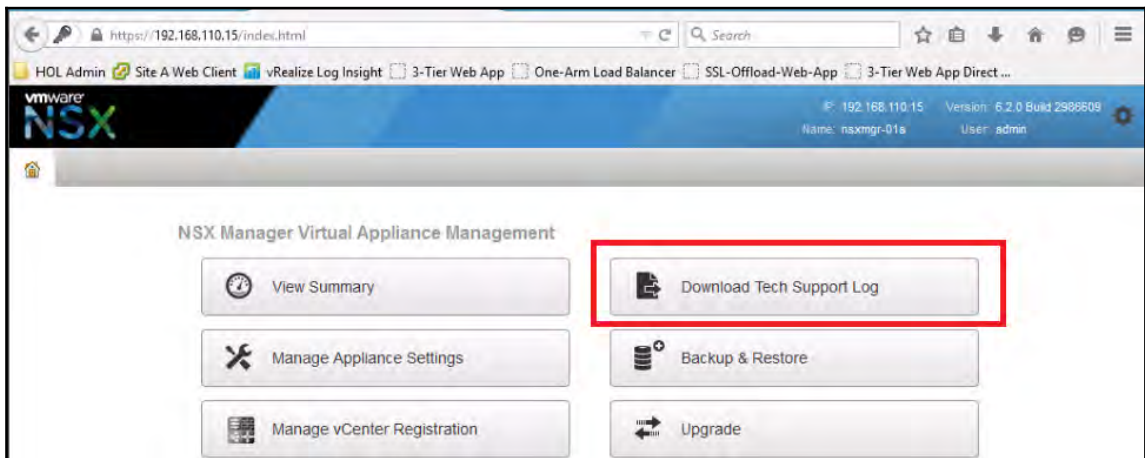 https://192.168.110.15/index.html Search
HOL Admin Site A Web Client vRealize Log Insight 3-Tier Web App One-Arm Load Balancer SSL-Offload-Web-App 3-Tier Web App Direct ...
vmware
NSX
IP: 192.168.110.15 Version: 6.2.0 Build 2986609
Name: nsxmgr-01a User: admin
NSX Manager Virtual Appliance Management
View Summary Download Tech Support Log
Manage Appliance Settings Backup & Restore
Manage vCenter Registration Upgrade